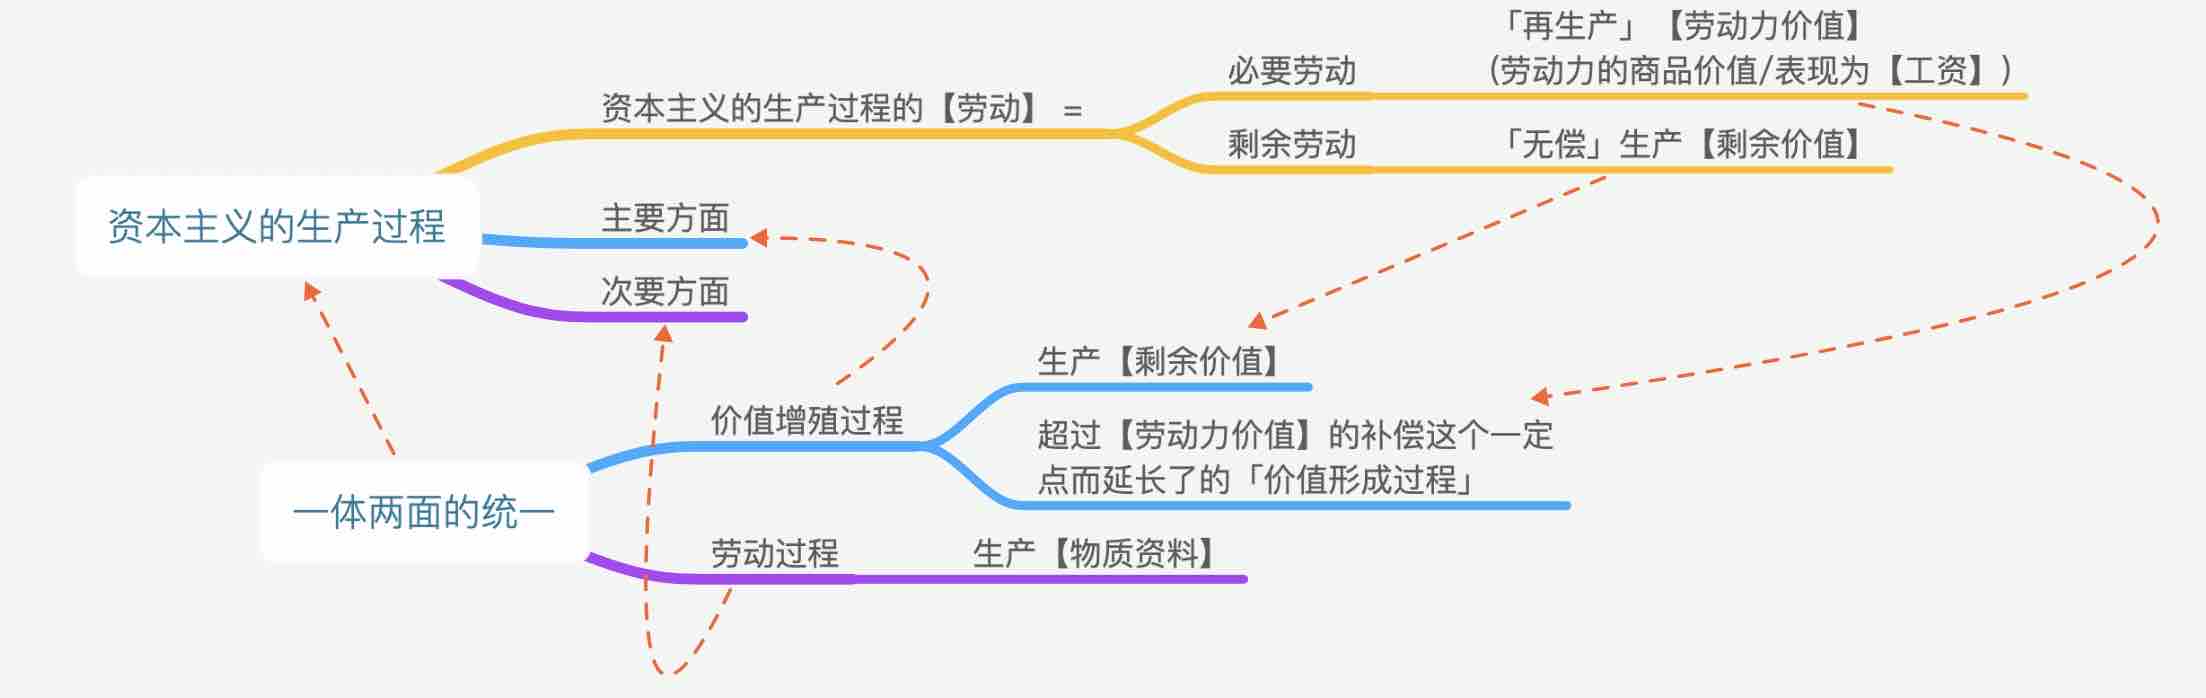 「再生产」【劳动力价值】
必要劳动
(劳动力的商品价值/表现为【工资】)
资本主义的生产过程的【劳动】 =
剩余劳动
「无偿」生产【剩余价值】
资本主义的生产过程
主要方面
次要方面
生产【剩余价值】
价值增殖过程
超过【劳动力价值】的补偿这个一定
点而延长了的「价值形成过程」
一体两面的统一
劳动过程
生产【物质资料】